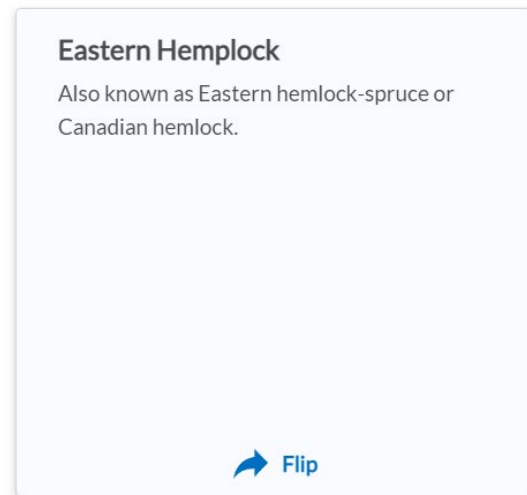 Eastern Hemplock
Also known as Eastern hemlock-spruce or
Canadian hemlock.
Flip